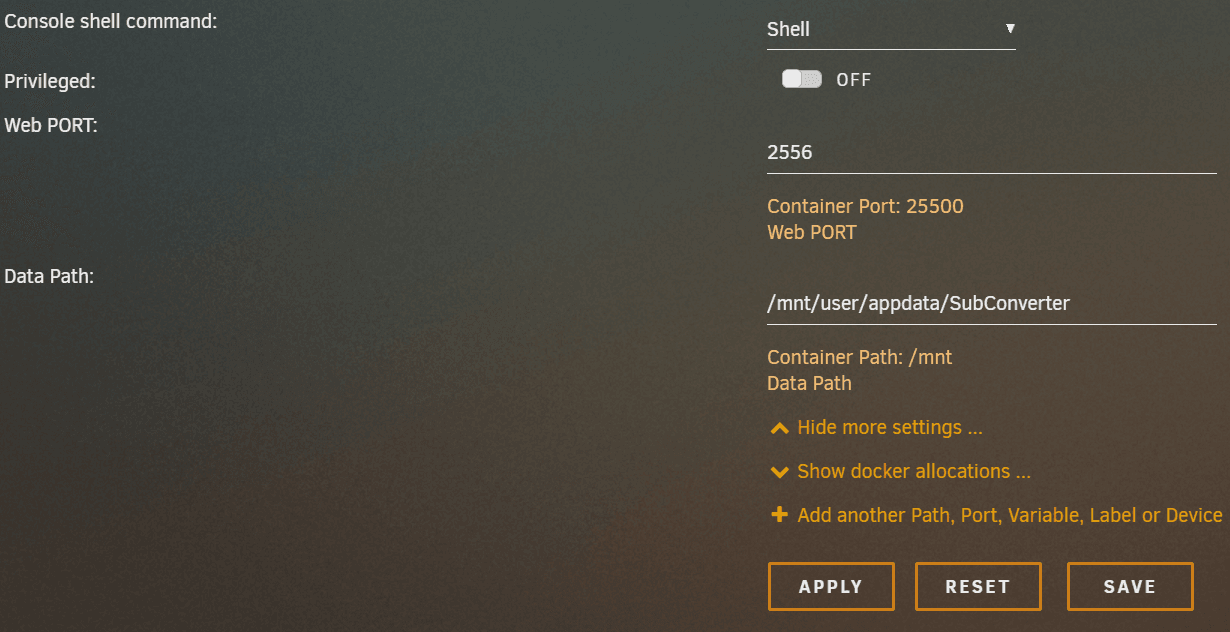 Console shell command:
Shell
Privileged:
OFF
Web PORT:
2556
Container Port: 25500
Web PORT
Data Path:
/mnt/user/appdata/SubConverter
Container Path: /mnt
Data Path
Hide more settings ...
Show docker allocations ...
Add another Path, Port, Variable, Label or Device
APPLY RESET SAVE